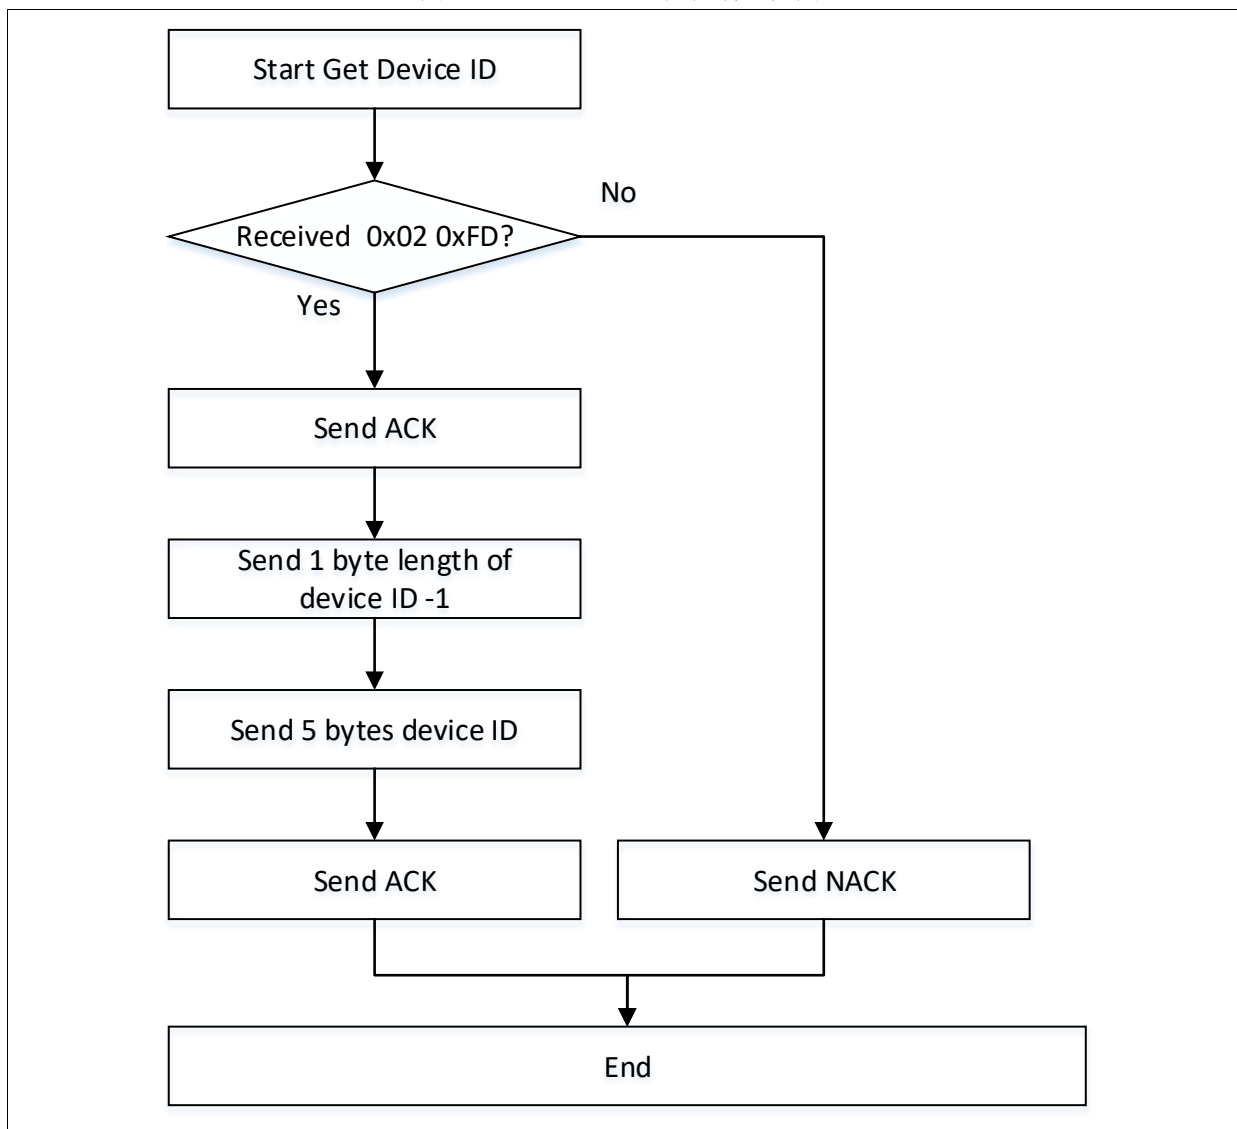 Start Get Device ID
No
Received 0x02 0xFD?
Yes
Send ACK
Send 1 byte length of
device ID -1
Send 5 bytes device ID
Send ACK
Send NACK
End